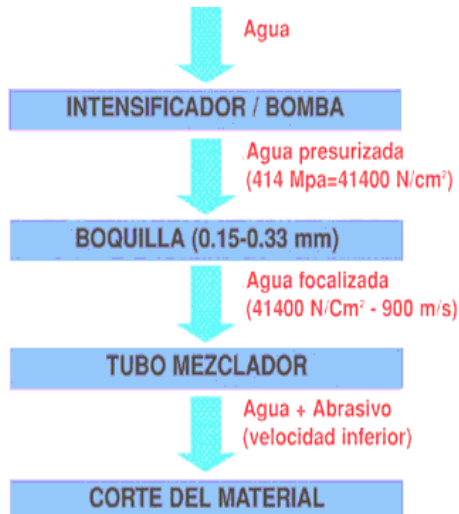 Agua
INTENSIFICADOR / BOMBA
Agua presurizada
(414 Mpa=41400 N/cm²)
BOQUILLA (0.15-0.33 mm)
Agua focalizada
(41400 N/Cm² - 900 m/s)
TUBO MEZCLADOR
Agua + Abrasivo
(velocidad inferior)
CORTE DEL MATERIAL